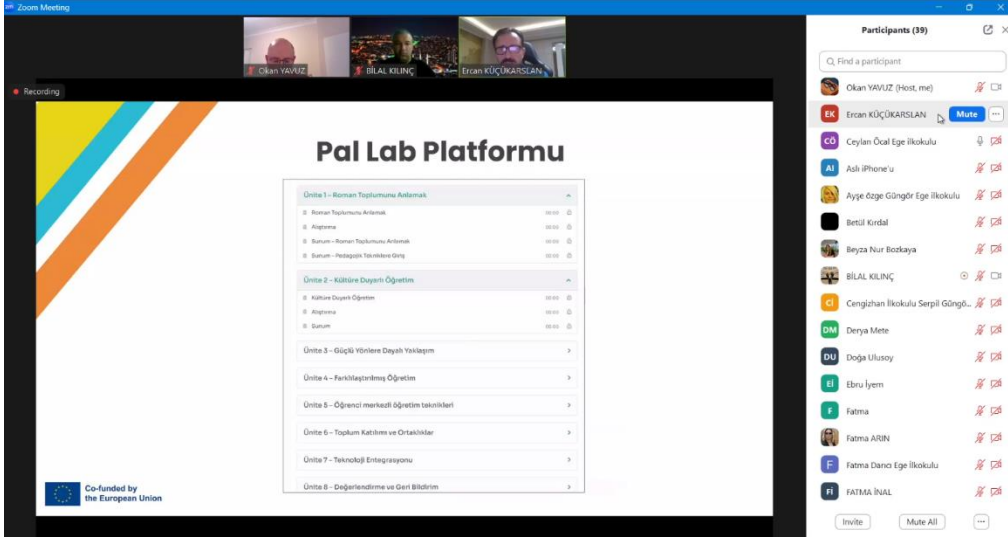 Zoom Meeting
Okan YAVUZ
BİLAL KILINÇ
Ercan KÜÇÜKARSLAN
Recording
Pal Lab Platformu
Ünite 1 – Roman Toplumunu Anlamak
Roman Toplumunu Anlamak
Alıştırma
Sunum – Roman Toplumunu Anlamak
Sunum – Pedagojik Tekniklere Giriş
Ünite 2 – Kültüre Duyarlı Öğretim
Kültüre Duyarlı Öğretim
Alıştırma
Sunum
Ünite 3 – Güçlü Yönlere Dayalı Yaklaşım
Ünite 4 – Farklılaştırılmış Öğretim
Ünite 5 – Öğrenci merkezli öğretim teknikleri
Ünite 6 – Toplum Katılımı ve Ortaklıklar
Ünite 7 – Teknoloji Entegrasyonu
Ünite 8 – Değerlendirme ve Geri Bildirim
Co-funded by
the European Union
Participants (39)
Find a participant
Okan YAVUZ (Host, me)
EK Ercan KÜÇÜKARSLAN Mute
CÖ Ceylan Öcal Ege ilkokulu
Aİ Aslı iPhone'u
Ayşe özge Güngör Ege ilkokulu
Betül Kırdal
Beyza Nur Bozkaya
BİLAL KILINÇ
Cİ Cengizhan İlkokulu Serpil Güngö...
DM Derya Mete
DU Doğa Ulusoy
Eİ Ebru İyem
F Fatma
Fatma ARIN
F Fatma Dancı Ege İlkokulu
Fİ FATMA İNAL
Invite Mute All